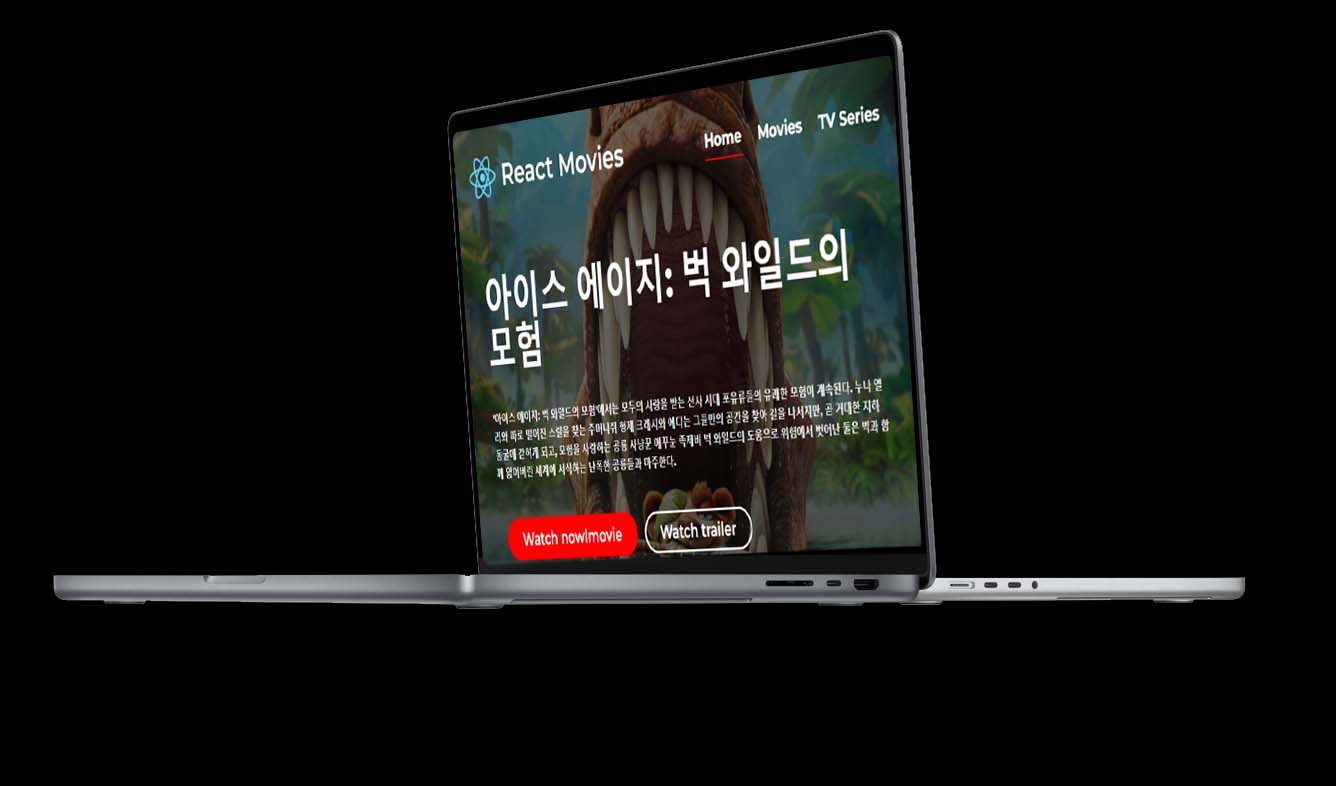 React Movies
Home Movies TV Series
아이스 에이지: 벅 와일드의
모험
'아이스 에이지: 벅 와일드의 모험'에서는 모두의 사랑을 받는 선사 시대 포유류들의 유쾌한 모험이 계속된다. 누나 엘
리와 따로 떨어진 스릴을 찾는 주머니쥐 형제 크래시와 에디는 그들만의 공간을 찾아 길을 나서지만, 곧 거대한 지하
동굴에 갇히게 되고, 모험을 사랑하는 공룡 사냥꾼 애꾸눈 족제비 벅 와일드의 도움으로 위험에서 벗어난 둘은 벅과 함
께 잃어버린 세계에 서식하는 난폭한 공룡들과 마주한다.
Watch nowlmovie Watch trailer